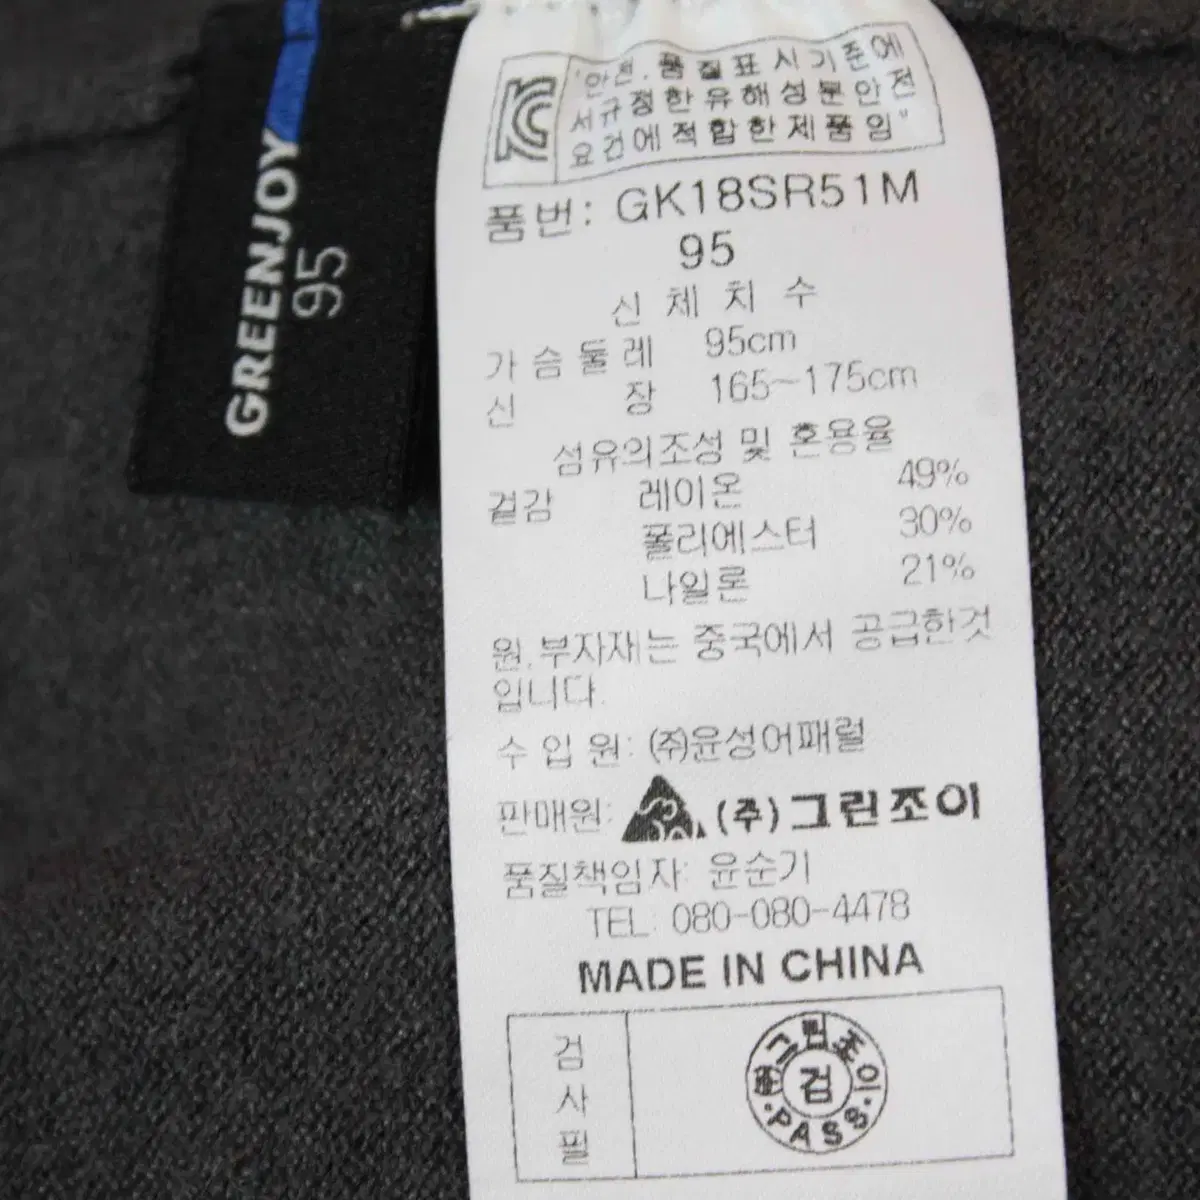 GREENJOY
95
"안전.품질표시기준에
서규정한유해성분안전
요건에적합한제품임"
품번: GK18SR51M
95
신 체 치 수
가 슴 둘 레 95cm
신 장 165~175cm
섬유의조성 및 혼용율
겉감 레이온 49%
폴리에스터 30%
나일론 21%
원.부자재는 중국에서 공급한것
입니다.
수 입 원: (주)윤성어패럴
판매원: (주)그린조이
품질책임자: 윤순기
TEL: 080-080-4478
MADE IN CHINA
검
사
필
그린조이
검
PASS